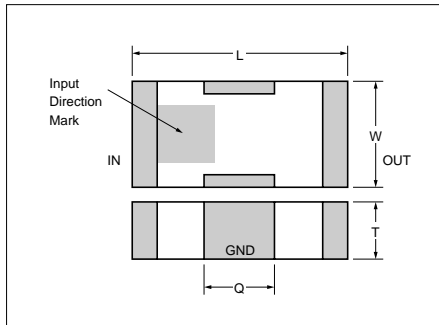 L
Input
Direction
Mark
W
IN
OUT
T
GND
Q